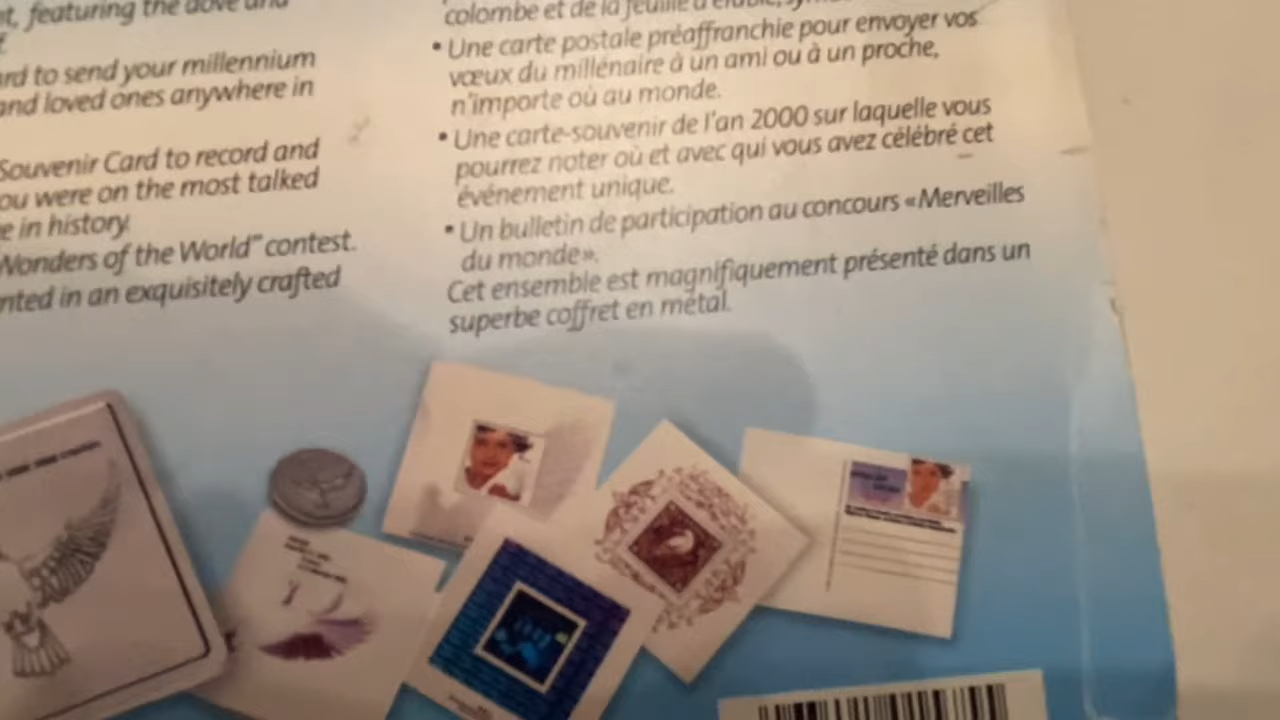 t, featuring the dove and
rd to send your millennium
and loved ones anywhere in
Souvenir Card to record and
ou were on the most talked
e in history.
Wonders of the World" contest.
nted in an exquisitely crafted
colombe et de la feuille d'érable, sym
• Une carte postale préaffranchie pour envoyer vos
vœux du millénaire à un ami ou à un proche,
n'importe où au monde.
• Une carte-souvenir de l'an 2000 sur laquelle vous
pourrez noter où et avec qui vous avez célébré cet
événement unique.
• Un bulletin de participation au concours «Merveilles
du monde».
Cet ensemble est magnifiquement présenté dans un
superbe coffret en métal.